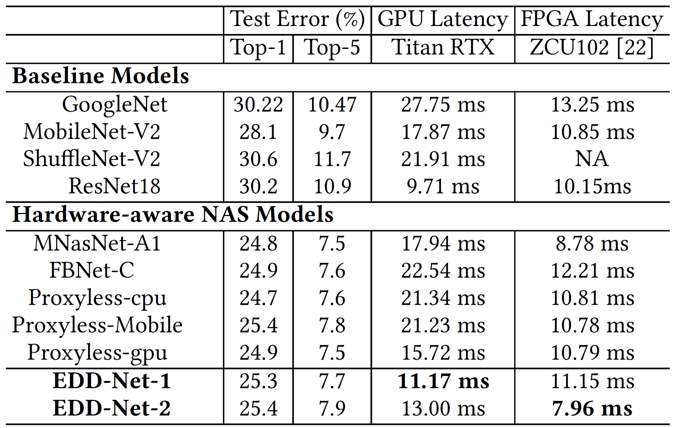 Test Error (%) GPU Latency FPGA Latency
Top-1 Top-5 Titan RTX ZCU102 [22]
Baseline Models
GoogleNet 30.22 10.47 27.75 ms 13.25 ms
MobileNet-V2 28.1 9.7 17.87 ms 10.85 ms
ShuffleNet-V2 30.6 11.7 21.91 ms NA
ResNet18 30.2 10.9 9.71 ms 10.15ms
Hardware-aware NAS Models
MNasNet-A1 24.8 7.5 17.94 ms 8.78 ms
FBNet-C 24.9 7.6 22.54 ms 12.21 ms
Proxyless-cpu 24.7 7.6 21.34 ms 10.81 ms
Proxyless-Mobile 25.4 7.8 21.23 ms 10.78 ms
Proxyless-gpu 24.9 7.5 15.72 ms 10.79 ms
EDD-Net-1 25.3 7.7 11.17 ms 11.15 ms
EDD-Net-2 25.4 7.9 13.00 ms 7.96 ms